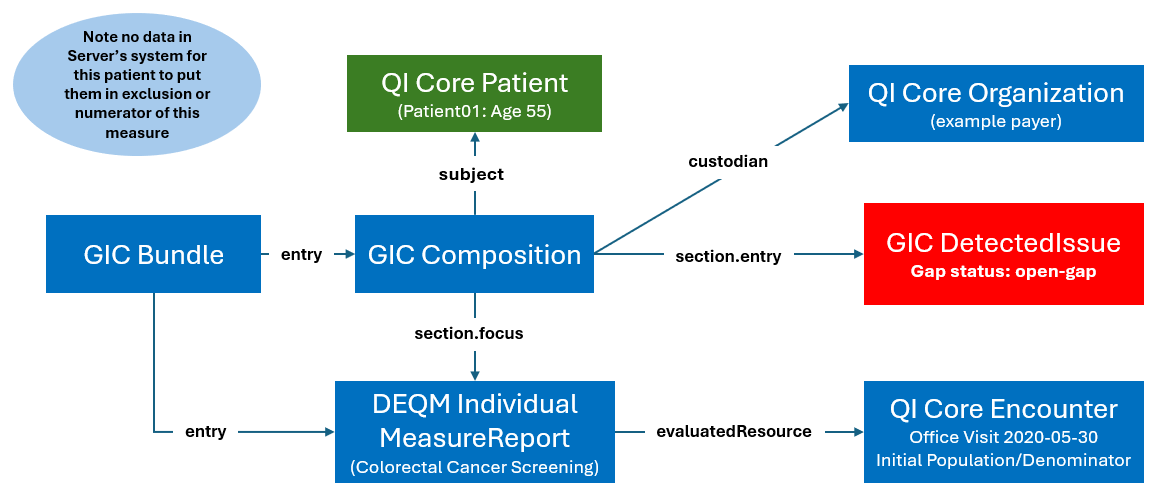 Note no data in
Server’s system for
this patient to put
them in exclusion or
numerator of this
measure
QI Core Patient
(Patient01: Age 55)
QI Core Organization
(example payer)
custodian
subject
GIC Bundle
entry
GIC Composition
section.entry
GIC DetectedIssue
Gap status: open-gap
section.focus
entry
DEQM Individual
MeasureReport
(Colorectal Cancer Screening)
evaluatedResource
QI Core Encounter
Office Visit 2020-05-30
Initial Population/Denominator